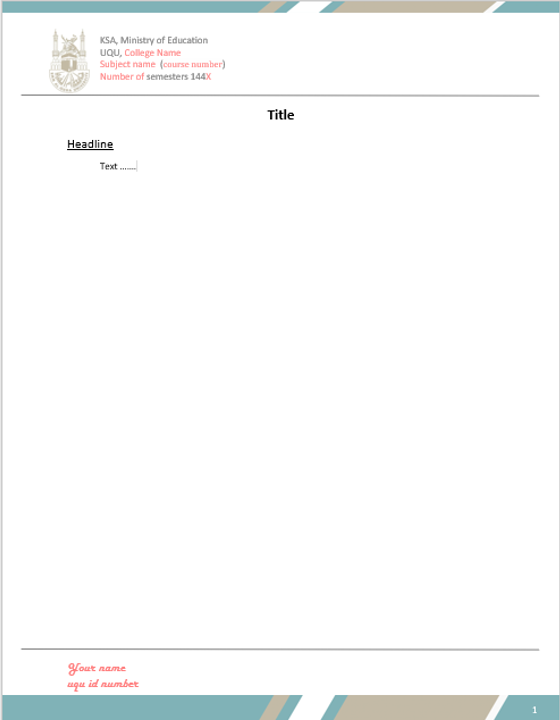 KSA, Ministry of Education
UQU, College Name
Subject name (course number)
Number of semesters 144X
Title
Headline
Text .......
Your name
uqu id number
1